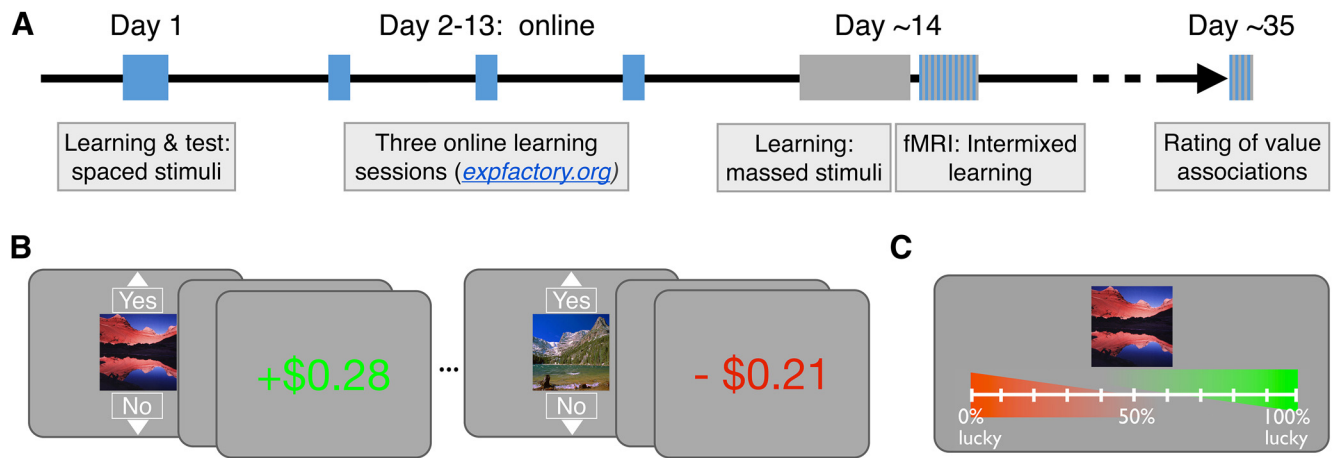 A
Day 1
Day 2-13: online
Day ~14
Day ~35
Learning & test:
spaced stimuli
Three online learning
sessions (expfactory.org)
Learning:
massed stimuli
fMRI: Intermixed
learning
Rating of value
associations
B
Yes
No
+$0.28
...
Yes
No
- $0.21
C
0%
lucky
50%
100%
lucky